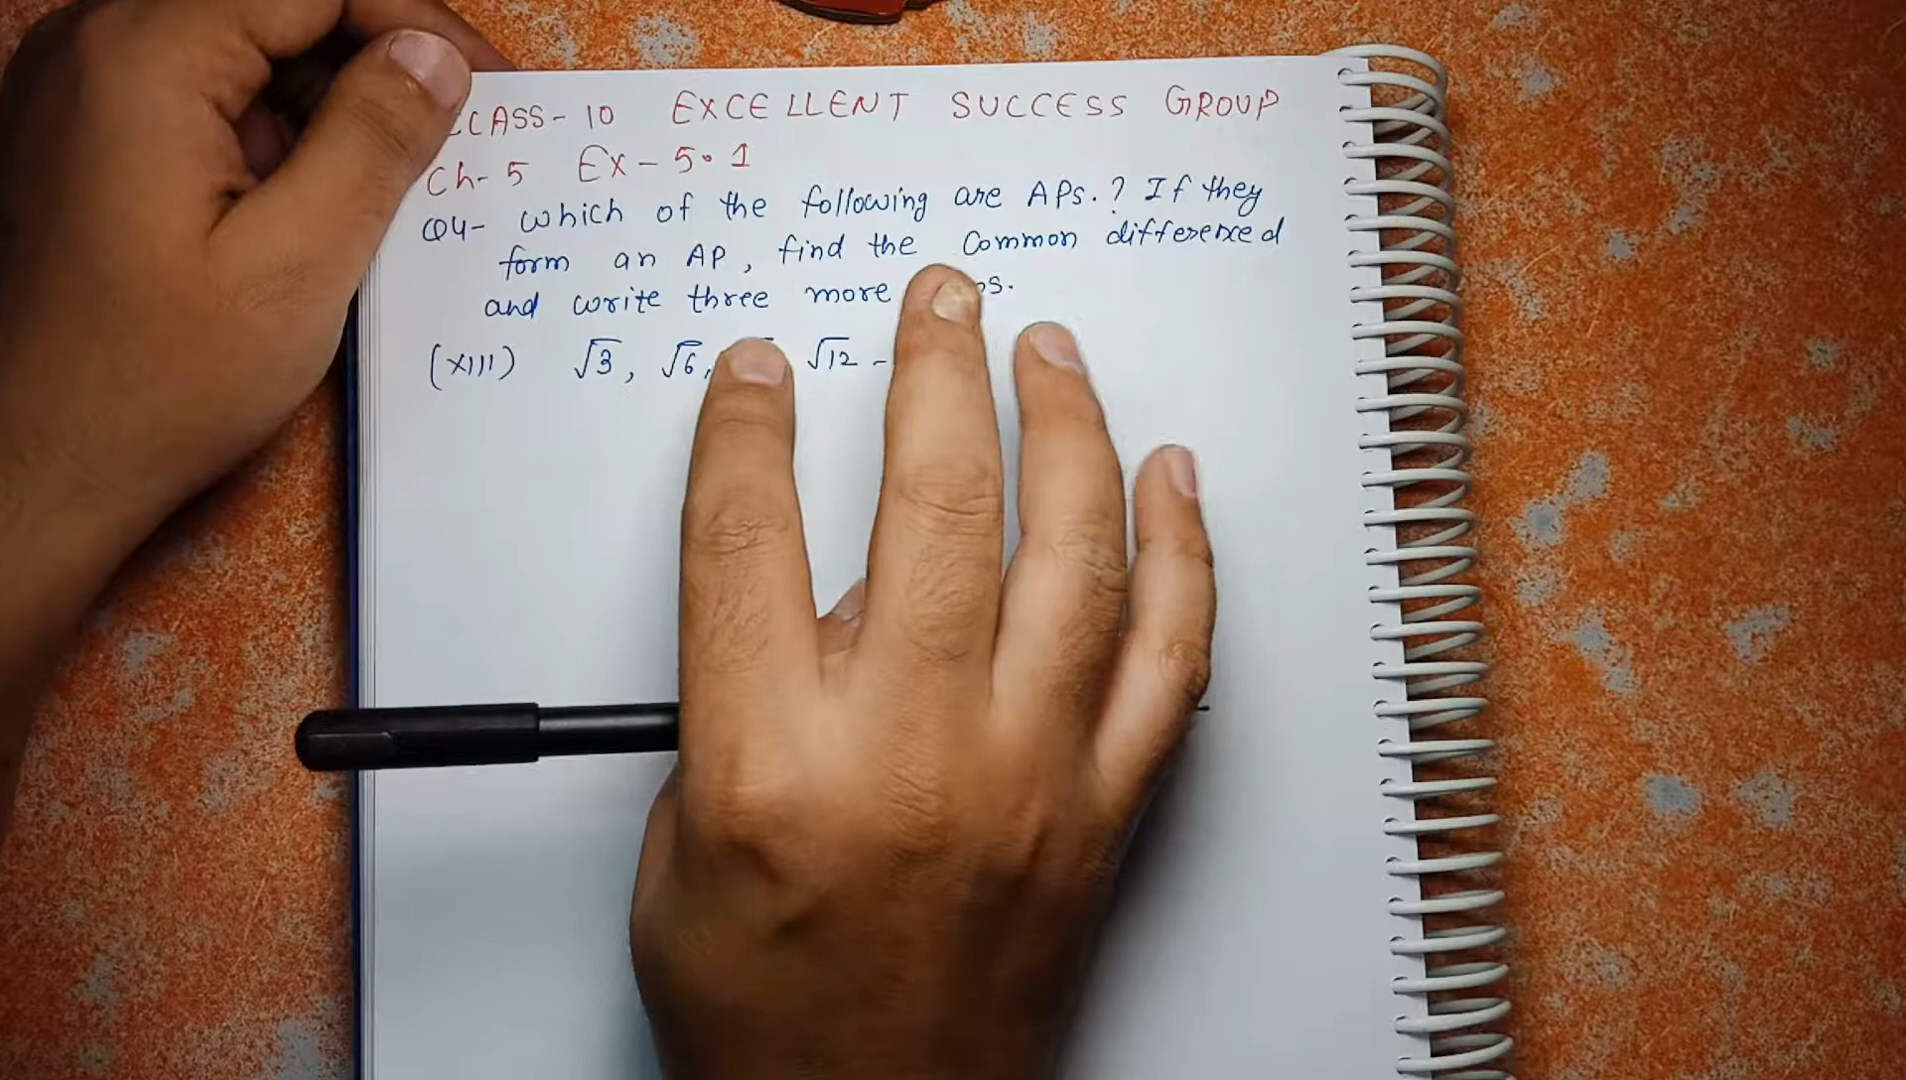 CLASS-10 EXCELLENT SUCCESS GROUP
Ch-5 Ex-5.1
Q4- Which of the following are APs.? If they
form an AP, find the Common difference d
and write three more
(XIII) √3, √6, √12 -